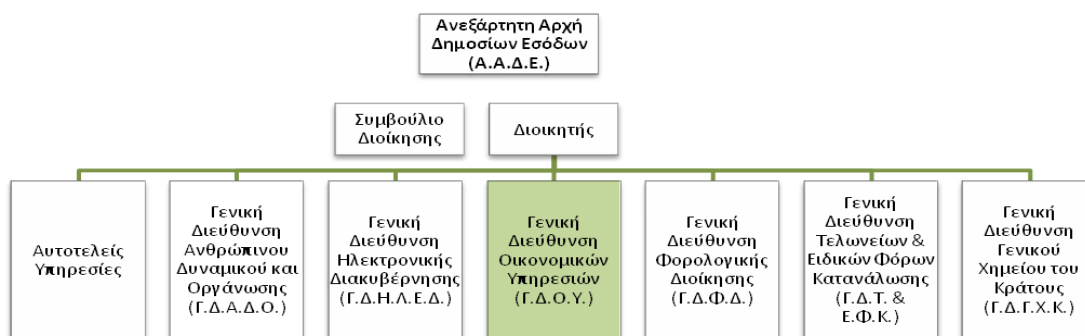 Ανεξάρτητη Αρχή
Δημοσίων Εσόδων
(Α.Α.Δ.Ε.)
Συμβούλιο
Διοίκησης
Διοικητής
Αυτοτελείς
Υπηρεσίες
Γενική
Διεύθυνση
Ανθρώπινου
Δυναμικού και
Οργάνωσης
(Γ.Δ.Α.Δ.Ο.)
Γενική
Διεύθυνση
Ηλεκτρονικής
Διακυβέρνησης
(Γ.Δ.Η.Λ.Ε.Δ.)
Γενική
Διεύθυνση
Οικονομικών
Υπηρεσιών
(Γ.Δ.Ο.Υ.)
Γενική
Διεύθυνση
Φορολογικής
Διοίκησης
(Γ.Δ.Φ.Δ.)
Γενική
Διεύθυνση
Τελωνείων &
Ειδικών Φόρων
Κατανάλωσης
(Γ.Δ.Τ. &
Ε.Φ.Κ.)
Γενική
Διεύθυνση
Γενικού
Χημείου του
Κράτους
(Γ.Δ.Γ.Χ.Κ.)